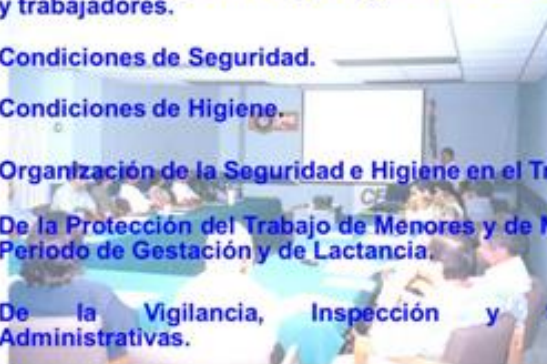 y trabajadores.
Condiciones de Seguridad.
Condiciones de Higiene.
Organización de la Seguridad e Higiene en el
De la Protección del Trabajo de Menores y de
Periodo de Gestación y de Lactancia.
De la Vigilancia, Inspección y
Administrativas.